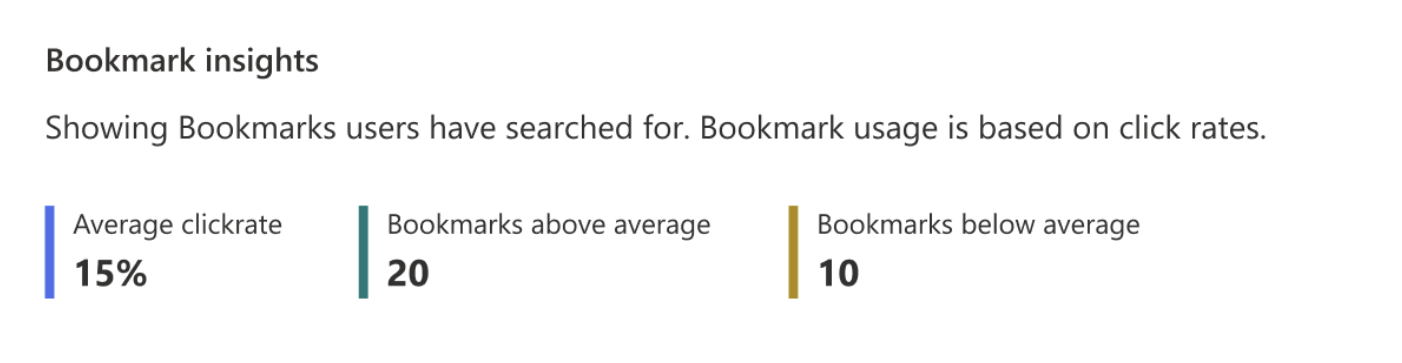 Bookmark insights
Showing Bookmarks users have searched for. Bookmark usage is based on click rates.
Average clickrate
15%
Bookmarks above average
20
Bookmarks below average
10